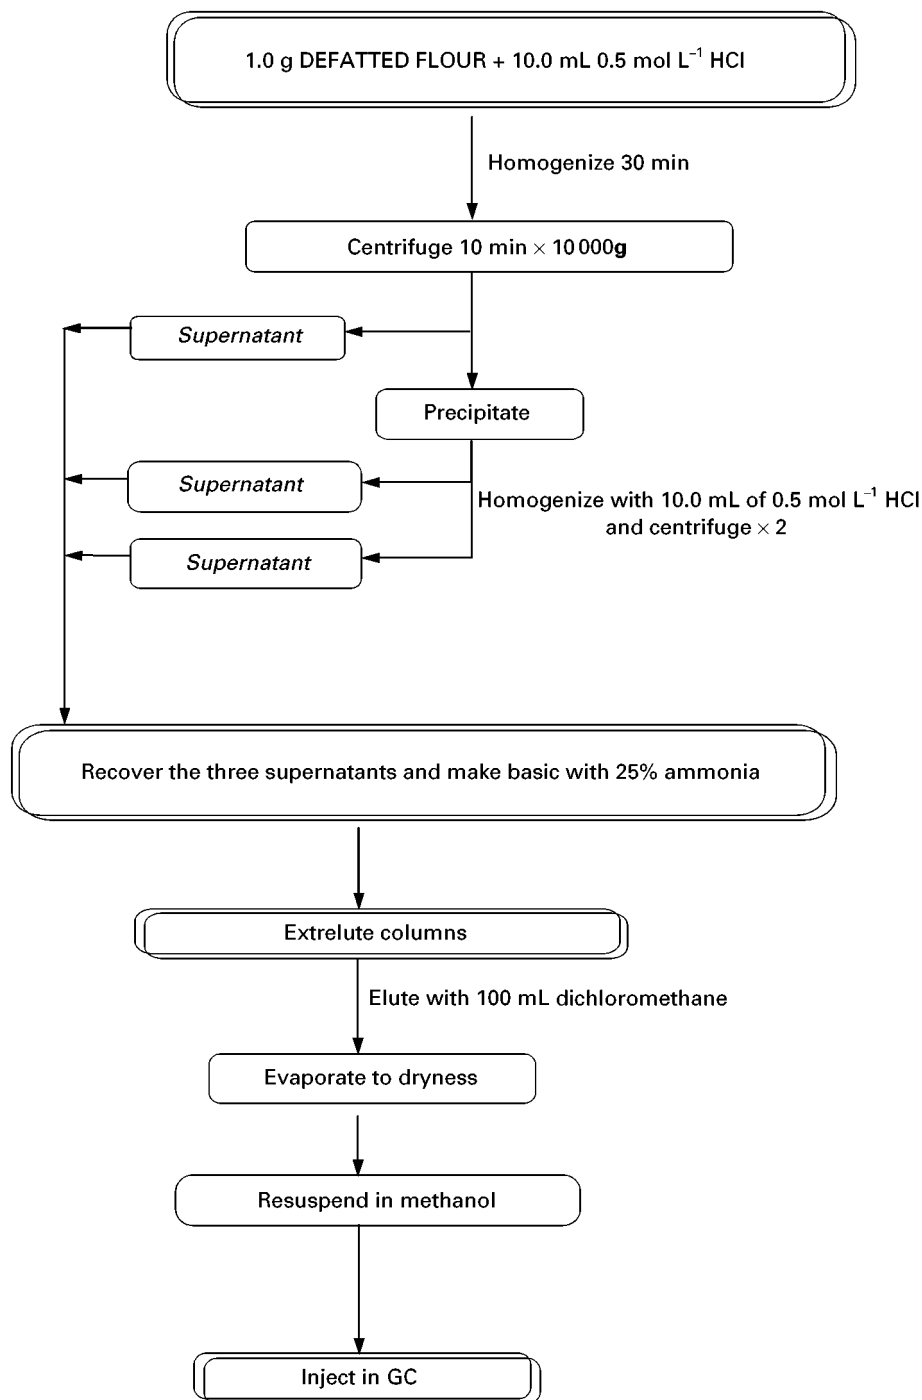 1.0 g DEFATTED FLOUR + 10.0 mL 0.5 mol L⁻¹ HCl
Homogenize 30 min
Centrifuge 10 min × 10 000g
Supernatant
Precipitate
Supernatant
Homogenize with 10.0 mL of 0.5 mol L⁻¹ HCl
and centrifuge × 2
Supernatant
Recover the three supernatants and make basic with 25% ammonia
Extrelute columns
Elute with 100 mL dichloromethane
Evaporate to dryness
Resuspend in methanol
Inject in GC